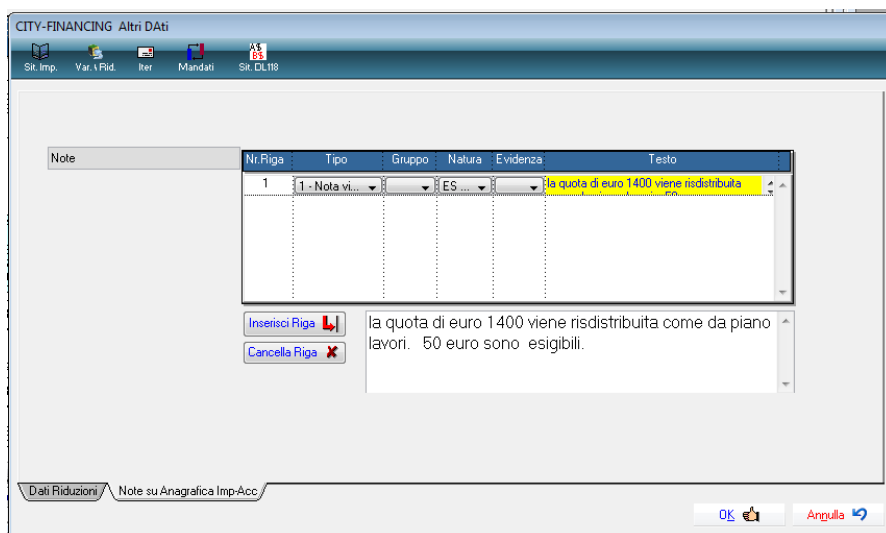 CITY-FINANCING Altri DAti
Sit. Imp. Var. \ Rid. Iter Mandati Sit. DL118
A$
B$
Note
Nr.Riga Tipo Gruppo Natura Evidenza Testo
1 1 - Nota vi... ES ... la quota di euro 1400 viene risdistribuita
Inserisci Riga
Cancella Riga
la quota di euro 1400 viene risdistribuita come da piano
lavori. 50 euro sono esigibili.
Dati Riduzioni Note su Anagrafica Imp-Acc
OK Annulla